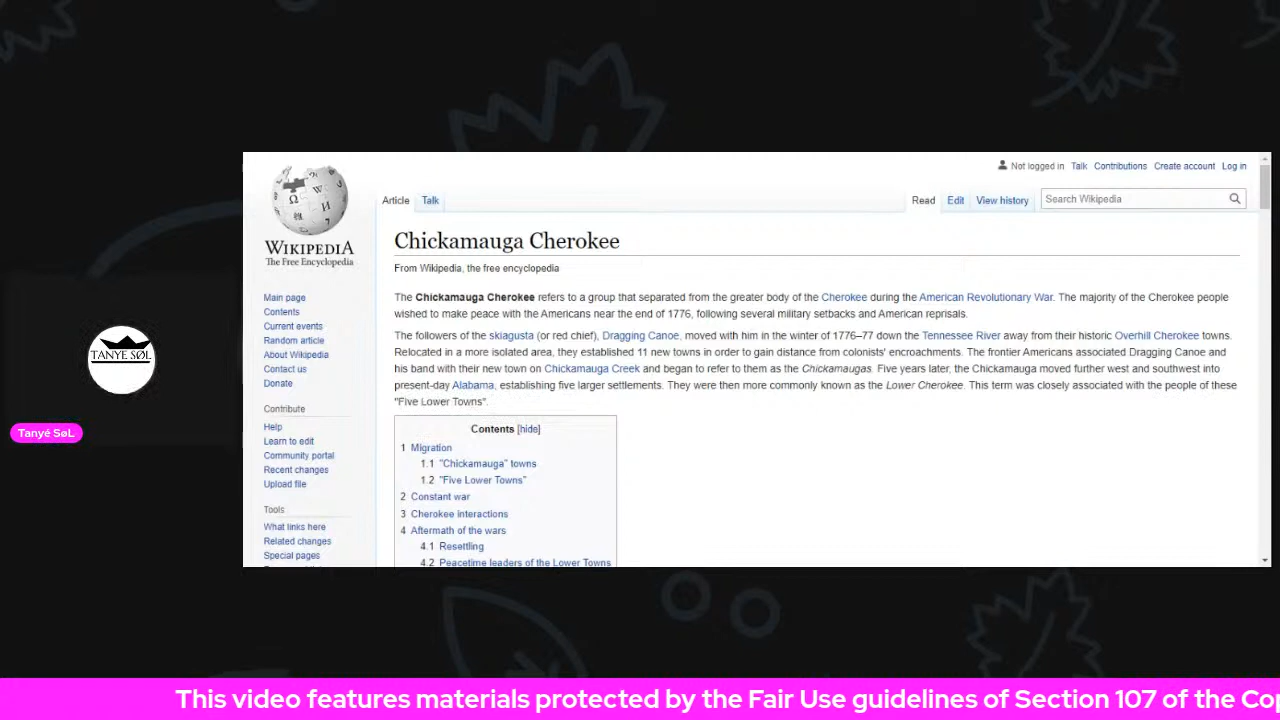 Not logged in Talk Contributions Create account Log in
Article Talk Read Edit View history Search Wikipedia
WIKIPEDIA
The Free Encyclopedia
Main page
Contents
Current events
Random article
About Wikipedia
Contact us
Donate
Contribute
Help
Learn to edit
Community portal
Recent changes
Upload file
Tools
What links here
Related changes
Special pages
Chickamauga Cherokee
From Wikipedia, the free encyclopedia
The Chickamauga Cherokee refers to a group that separated from the greater body of the Cherokee during the American Revolutionary War. The majority of the Cherokee people
wished to make peace with the Americans near the end of 1776, following several military setbacks and American reprisals.
The followers of the skiagusta (or red chief), Dragging Canoe, moved with him in the winter of 1776–77 down the Tennessee River away from their historic Overhill Cherokee towns.
Relocated in a more isolated area, they established 11 new towns in order to gain distance from colonists' encroachments. The frontier Americans associated Dragging Canoe and
his band with their new town on Chickamauga Creek and began to refer to them as the Chickamaugas. Five years later, the Chickamauga moved further west and southwest into
present-day Alabama, establishing five larger settlements. They were then more commonly known as the Lower Cherokee. This term was closely associated with the people of these
"Five Lower Towns".
Contents [hide]
1 Migration
1.1 "Chickamauga" towns
1.2 "Five Lower Towns"
2 Constant war
3 Cherokee interactions
4 Aftermath of the wars
4.1 Resettling
4.2 Peacetime leaders of the Lower Towns
TANYE SØL
Tanyé SøL
This video features materials protected by the Fair Use guidelines of Section 107 of the Cop